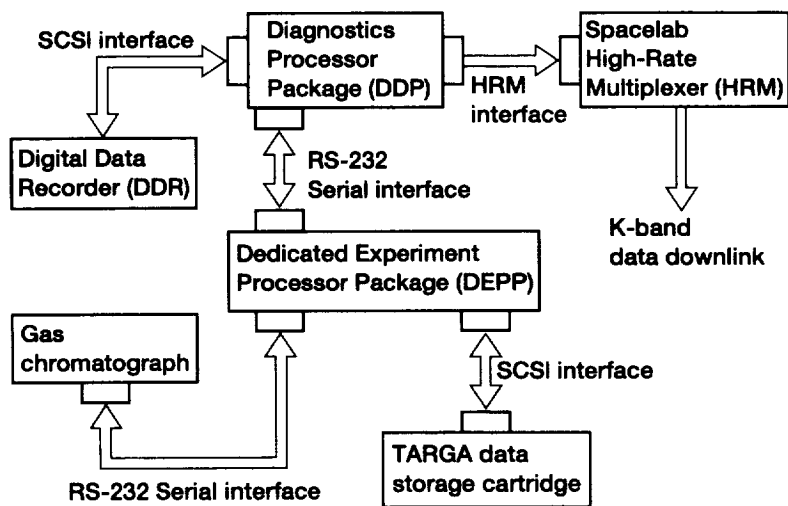 SCSI interface
Diagnostics
Processor
Package (DDP)
HRM
interface
Spacelab
High-Rate
Multiplexer (HRM)
Digital Data
Recorder (DDR)
RS-232
Serial interface
K-band
data downlink
Dedicated Experiment
Processor Package (DEPP)
Gas
chromatograph
SCSI interface
TARGA data
storage cartridge
RS-232 Serial interface